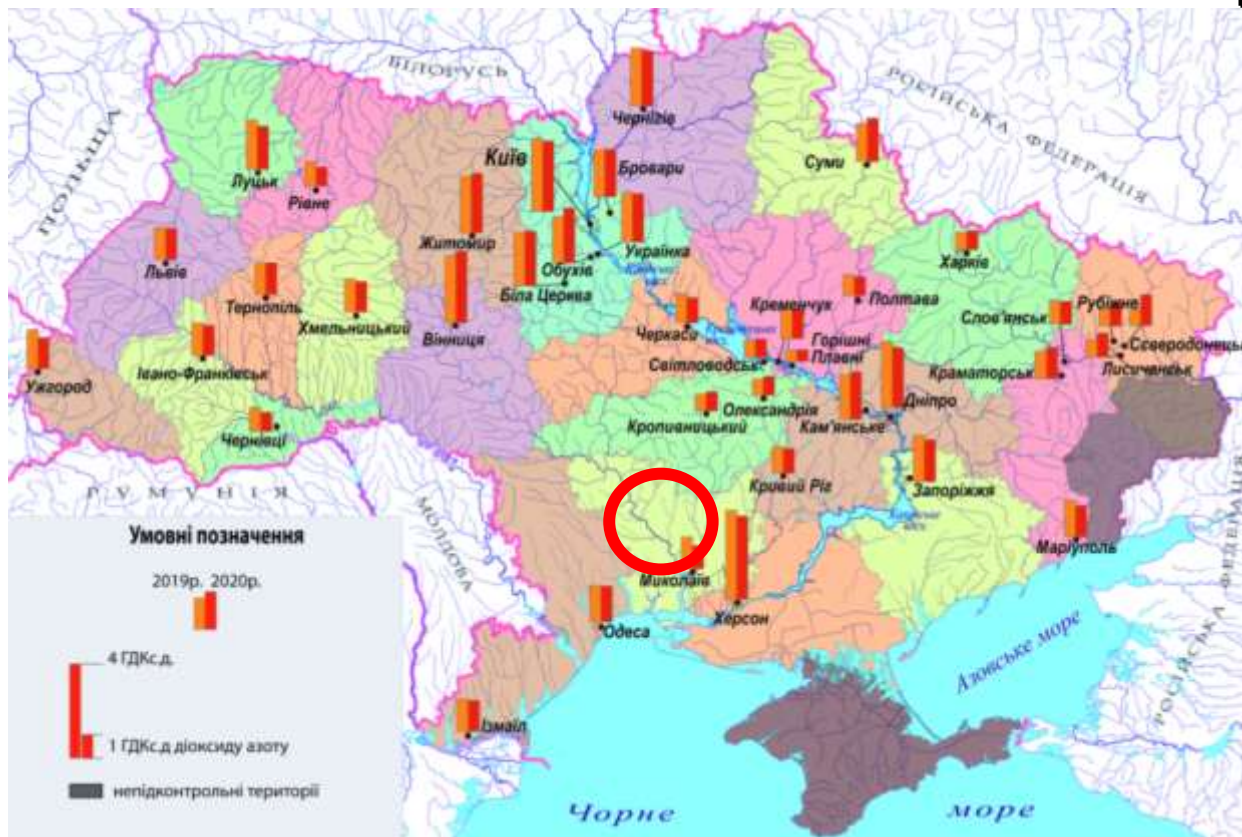 БІЛОРУСЬ
РОСІЙСЬКА ФЕДЕРАЦІЯ
ПОЛЬЩА
Чернігів
Київ
Бровари
Суми
Луцьк
Рівне
Житомир
Українка
Обухів
Біла Церква
Львів
Тернопіль
Хмельницький
Вінниця
Харків
Полтава
Кременчук
Черкаси
Горішні
Плавні
Світловодськ
Слов'янськ
Рубіжне
Сєвєродонецьк
Лисичанськ
Краматорськ
Ужгород
Івано-Франківськ
Чернівці
Олександрія
Кропивницький
Кам'янське
Дніпро
Кривий Ріг
Запоріжжя
РУМУНІЯ
МОЛДОВА
Миколаїв
Херсон
Одеса
Маріуполь
Ізмаїл
Азовське море
РОСІЙСЬКА ФЕДЕРАЦІЯ
Чорне море
Умовні позначення
2019р. 2020р.
4 ГДКс.д.
1 ГДКс.д діоксиду азоту
непідконтрольні території